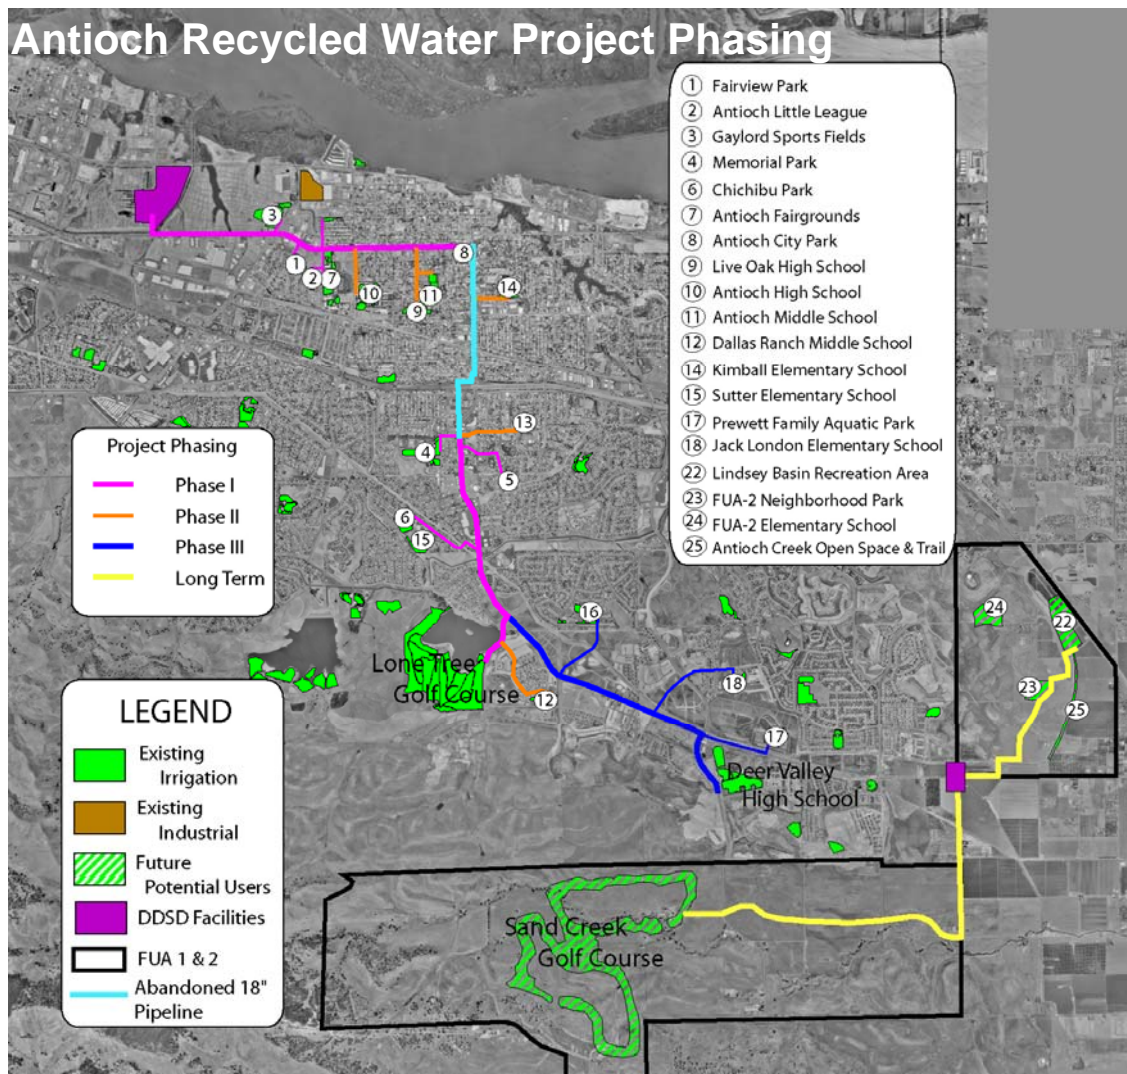 Antioch Recycled Water Project Phasing
1 Fairview Park
2 Antioch Little League
3 Gaylord Sports Fields
4 Memorial Park
6 Chichibu Park
7 Antioch Fairgrounds
8 Antioch City Park
9 Live Oak High School
10 Antioch High School
11 Antioch Middle School
12 Dallas Ranch Middle School
14 Kimball Elementary School
15 Sutter Elementary School
17 Prewett Family Aquatic Park
18 Jack London Elementary School
22 Lindsey Basin Recreation Area
23 FUA-2 Neighborhood Park
24 FUA-2 Elementary School
25 Antioch Creek Open Space & Trail
3
8
1
2
7
10
11
9
14
13
4
5
6
15
16
12
18
17
24
22
23
25
Project Phasing
Phase I
Phase II
Phase III
Long Term
Lone Tree
Golf Course
Deer Valley
High School
Sand Creek
Golf Course
LEGEND
Existing
Irrigation
Existing
Industrial
Future
Potential Users
DDSD Facilities
FUA 1 & 2
Abandoned 18"
Pipeline